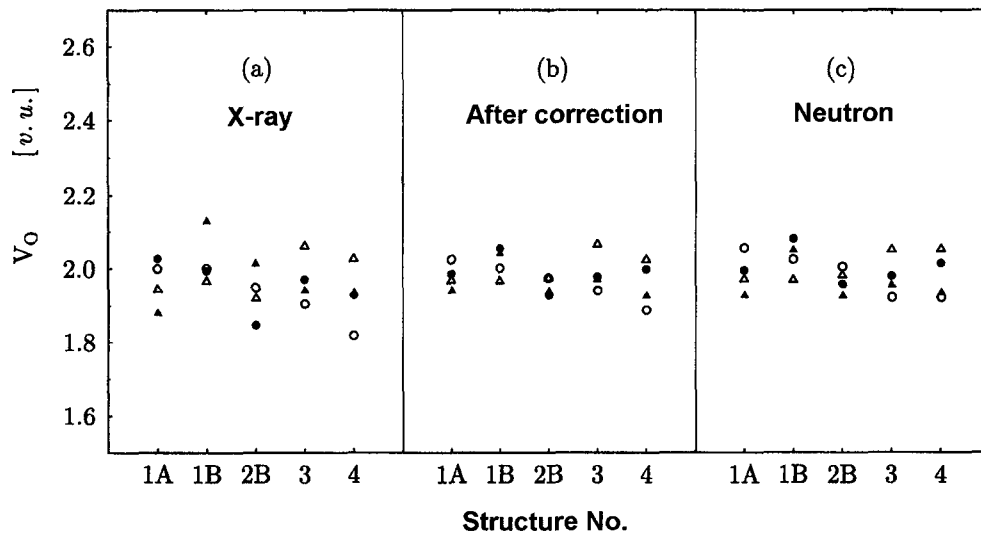 2.6
2.4
2.2
2.0
1.8
1.6
V_O [v. u.]
(a)
X-ray
(b)
After correction
(c)
Neutron
1A 1B 2B 3 4
1A 1B 2B 3 4
1A 1B 2B 3 4
Structure No.